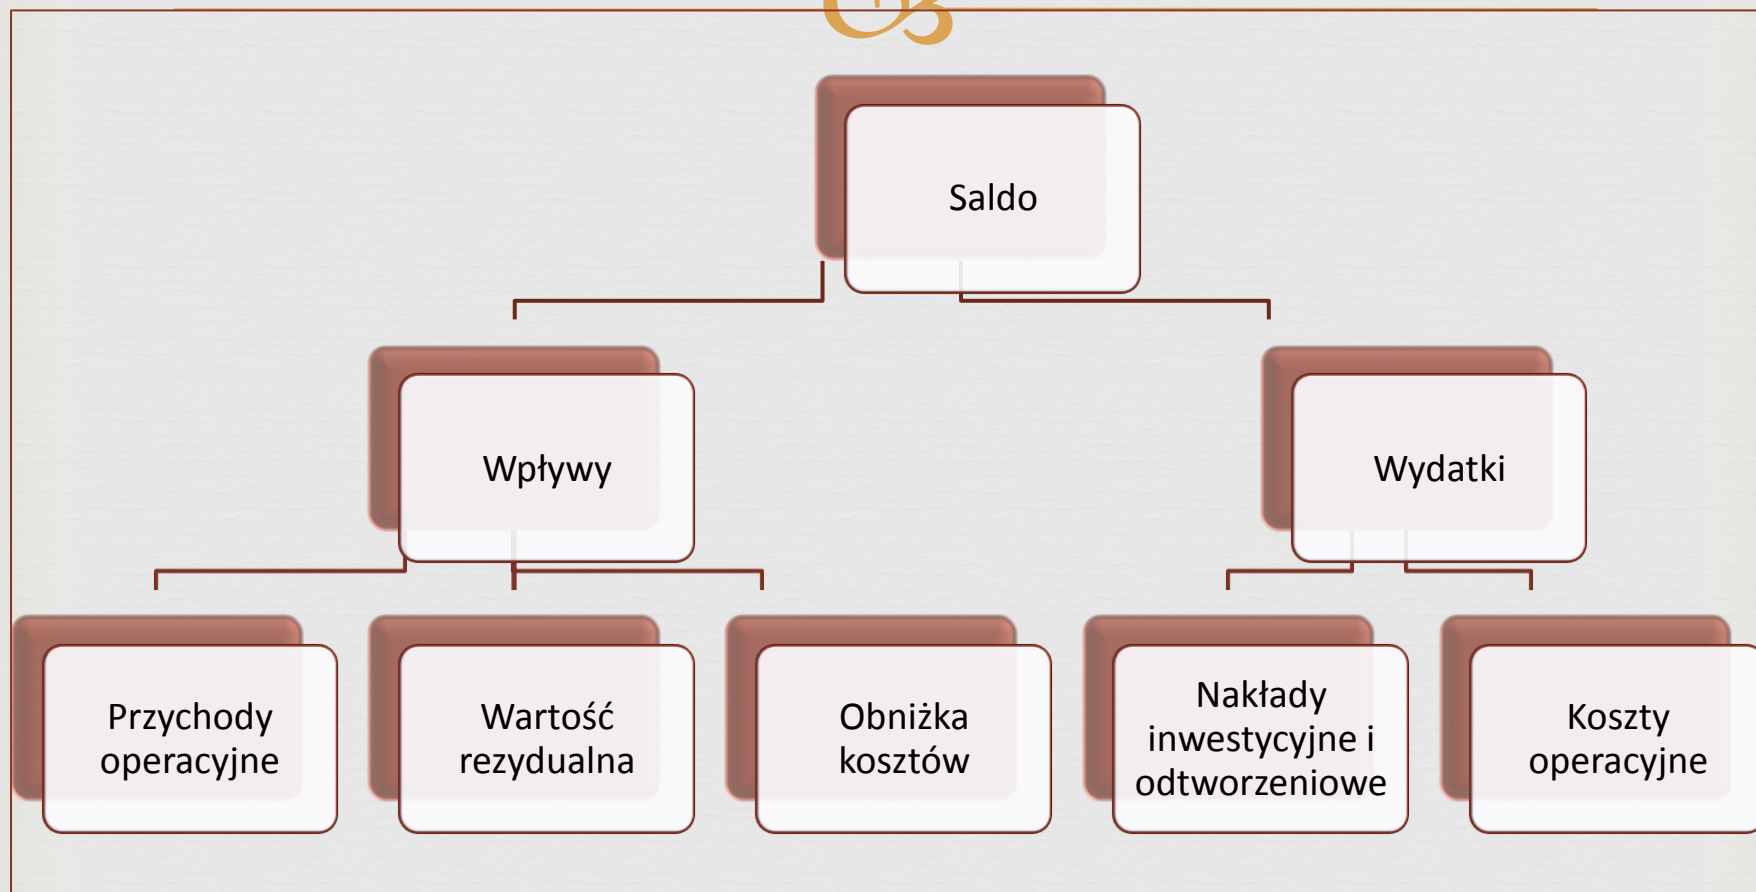 Saldo
Wpływy
Wydatki
Przychody
operacyjne
Wartość
rezydualna
Obniżka
kosztów
Nakłady
inwestycyjne i
odtworzeniowe
Koszty
operacyjne